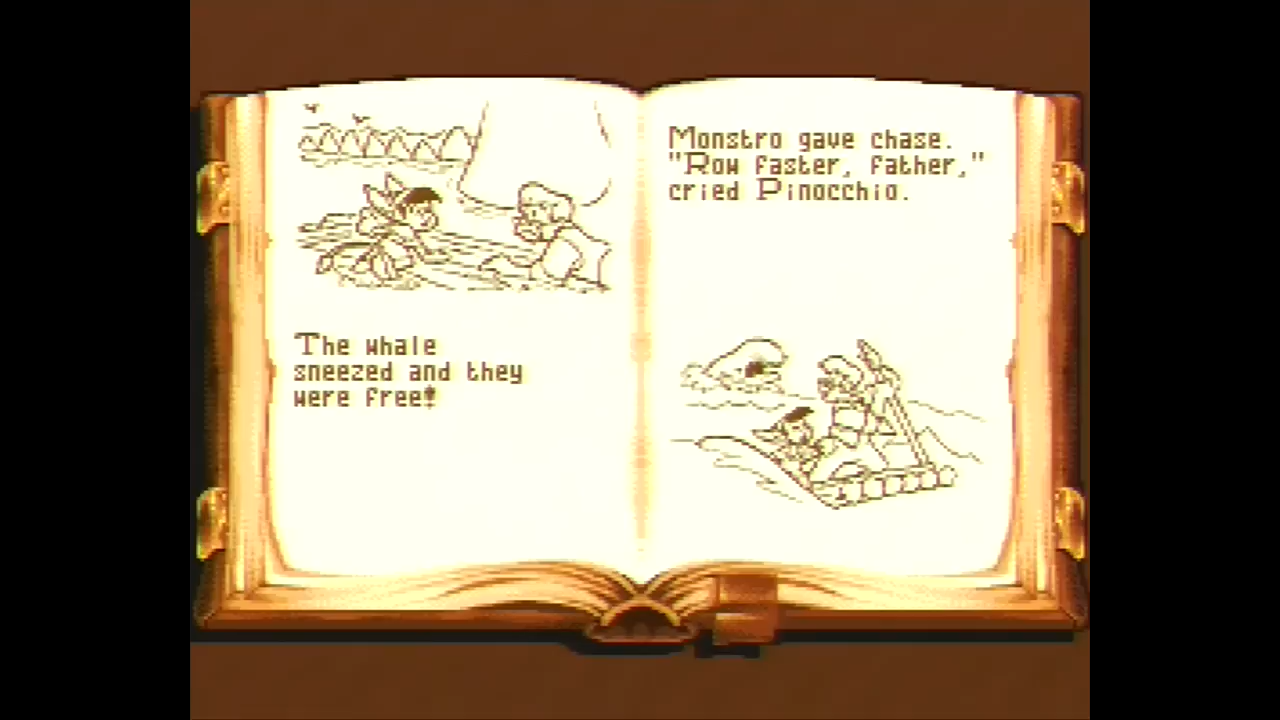 The whale
sneezed and they
were free!
Monstro gave chase.
"Row faster, father,"
cried Pinocchio.